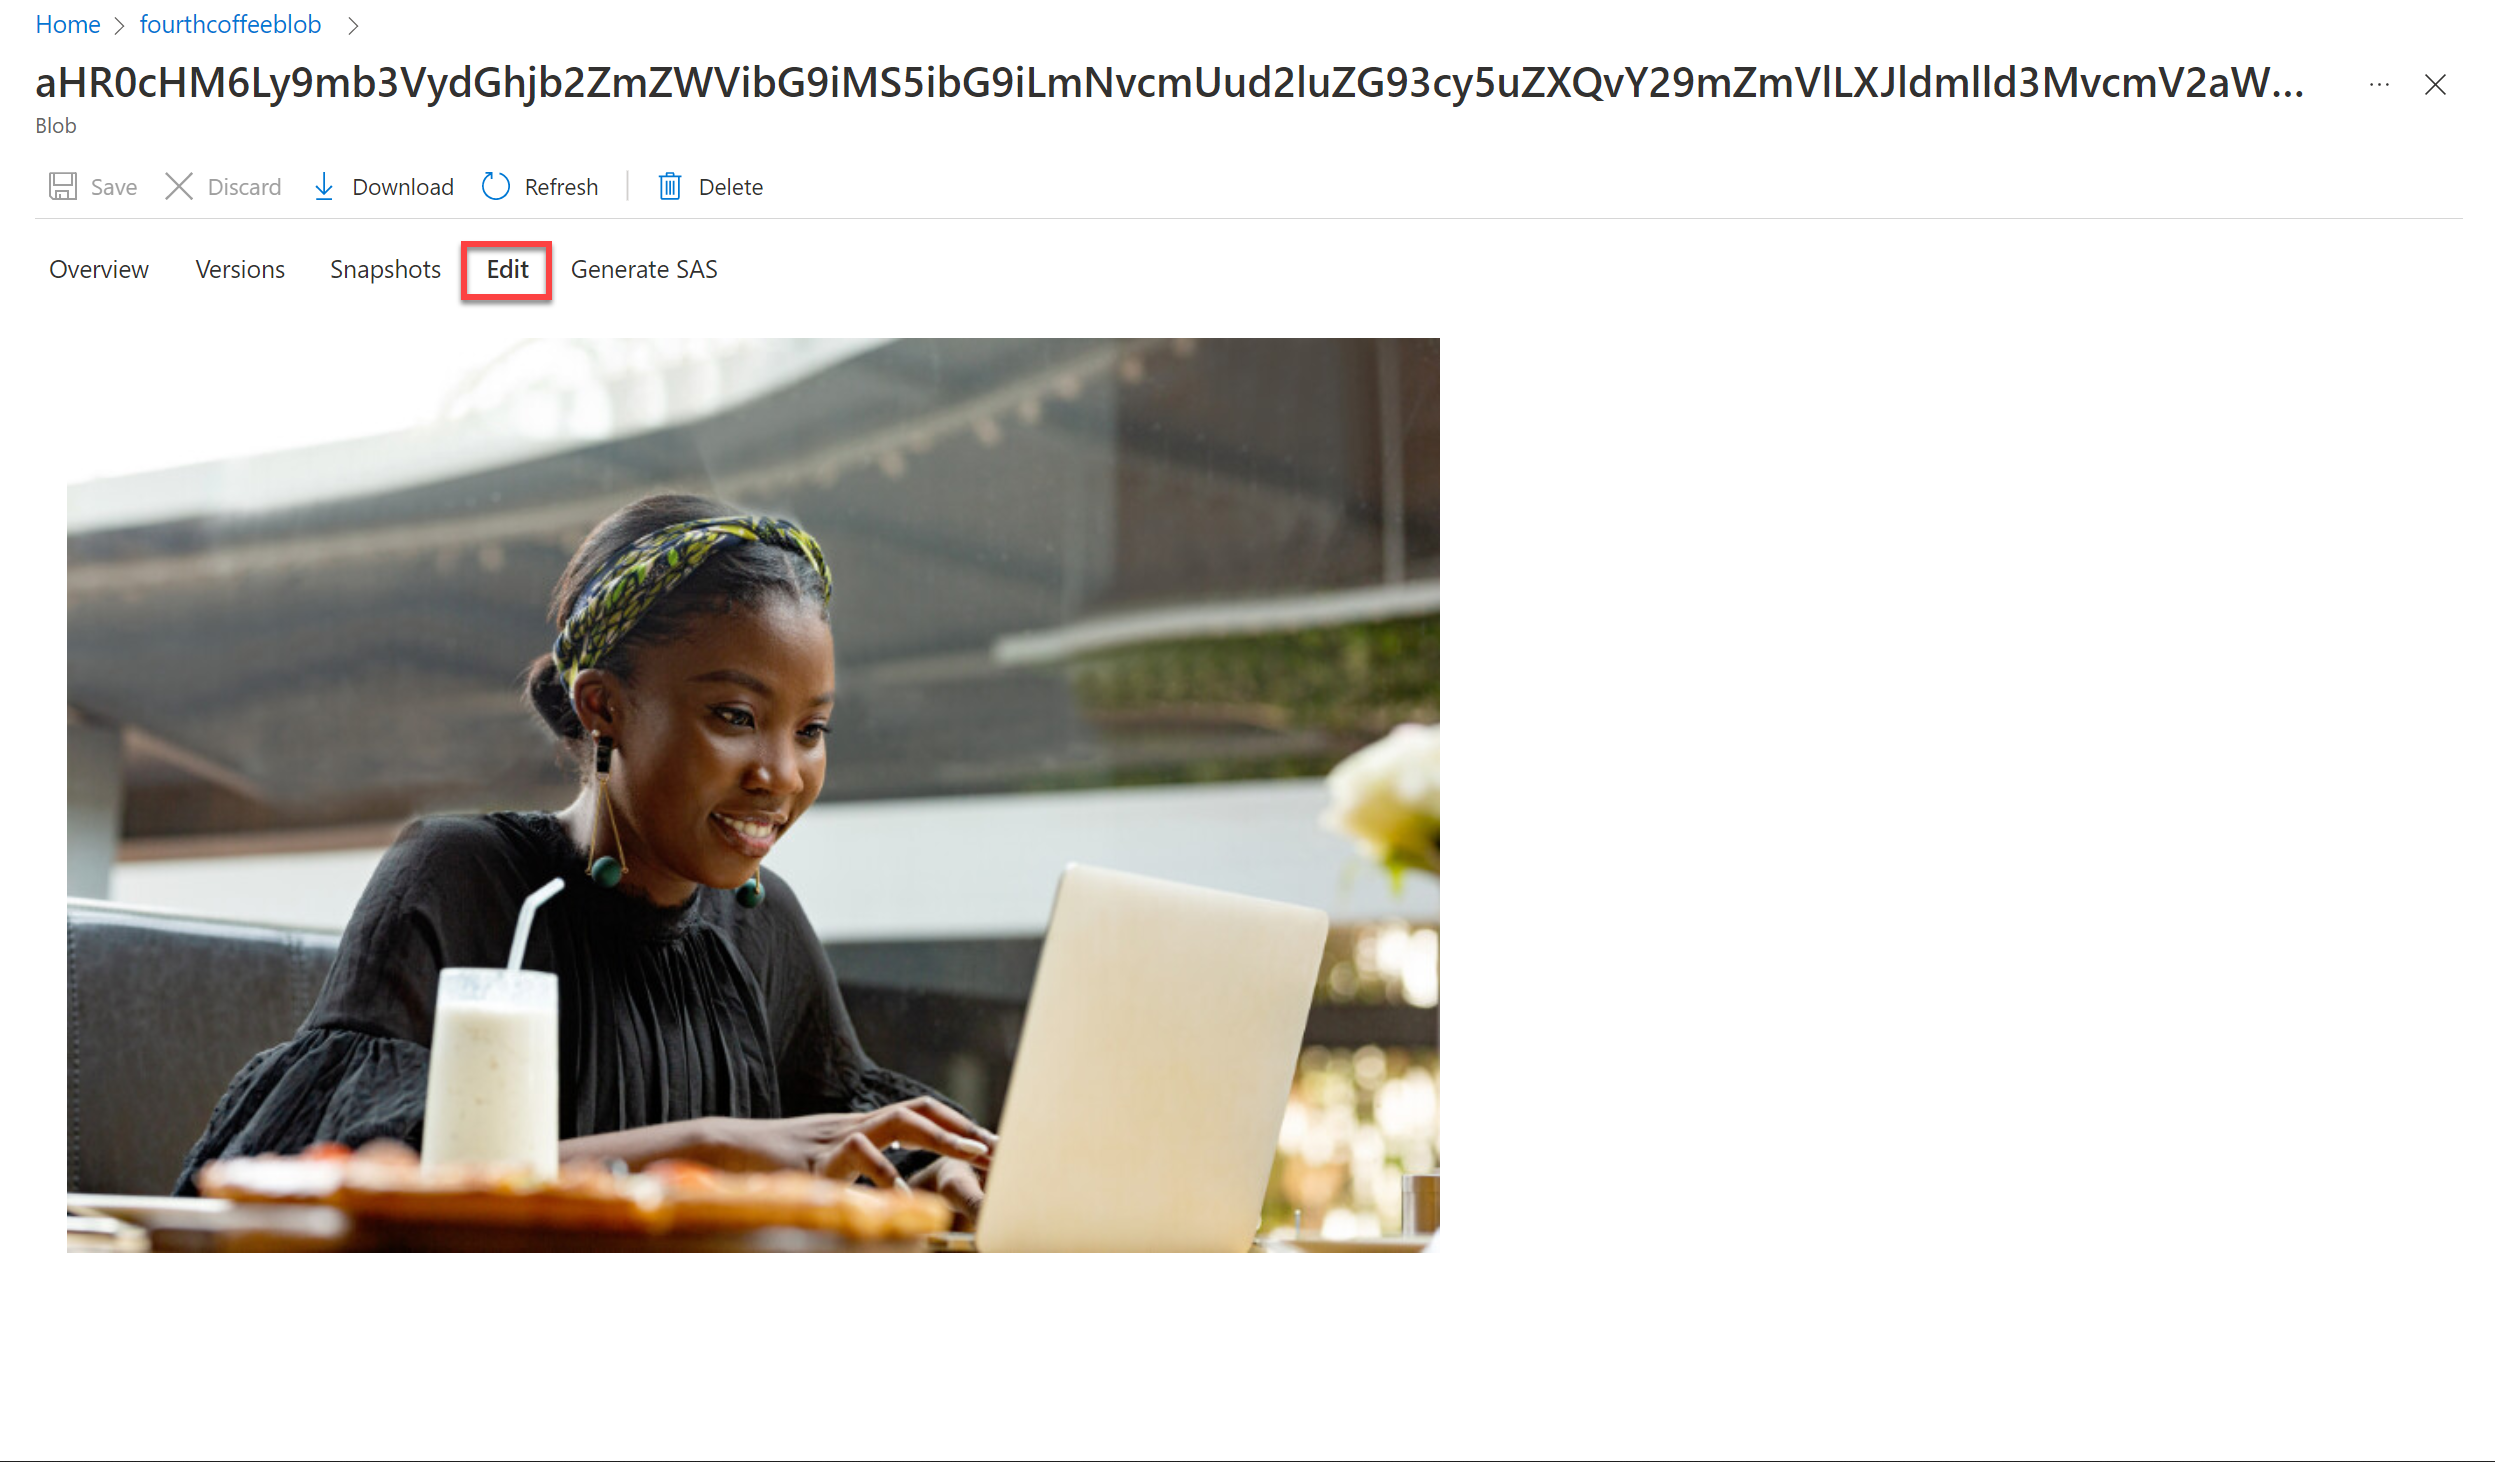 Home > fourthcoffeeblob >
aHR0cHM6Ly9mb3VydGhjb2ZmZWVibG9iMS5ibG9iLmNvcmUud2luZG93cy5uZXQvY29mZmVlLXJldmlld3MvcmV2aW...
Blob
Save Discard Download Refresh Delete
Overview Versions Snapshots Edit Generate SAS